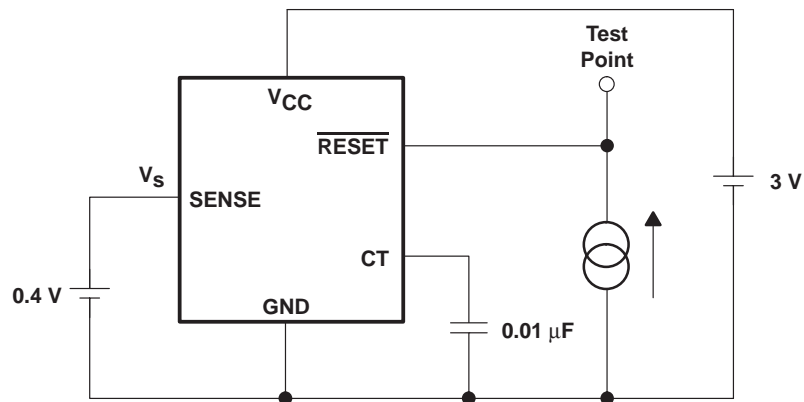 Test
Point
VCC
RESET
VS
SENSE
3 V
CT
0.4 V
GND
0.01 μF